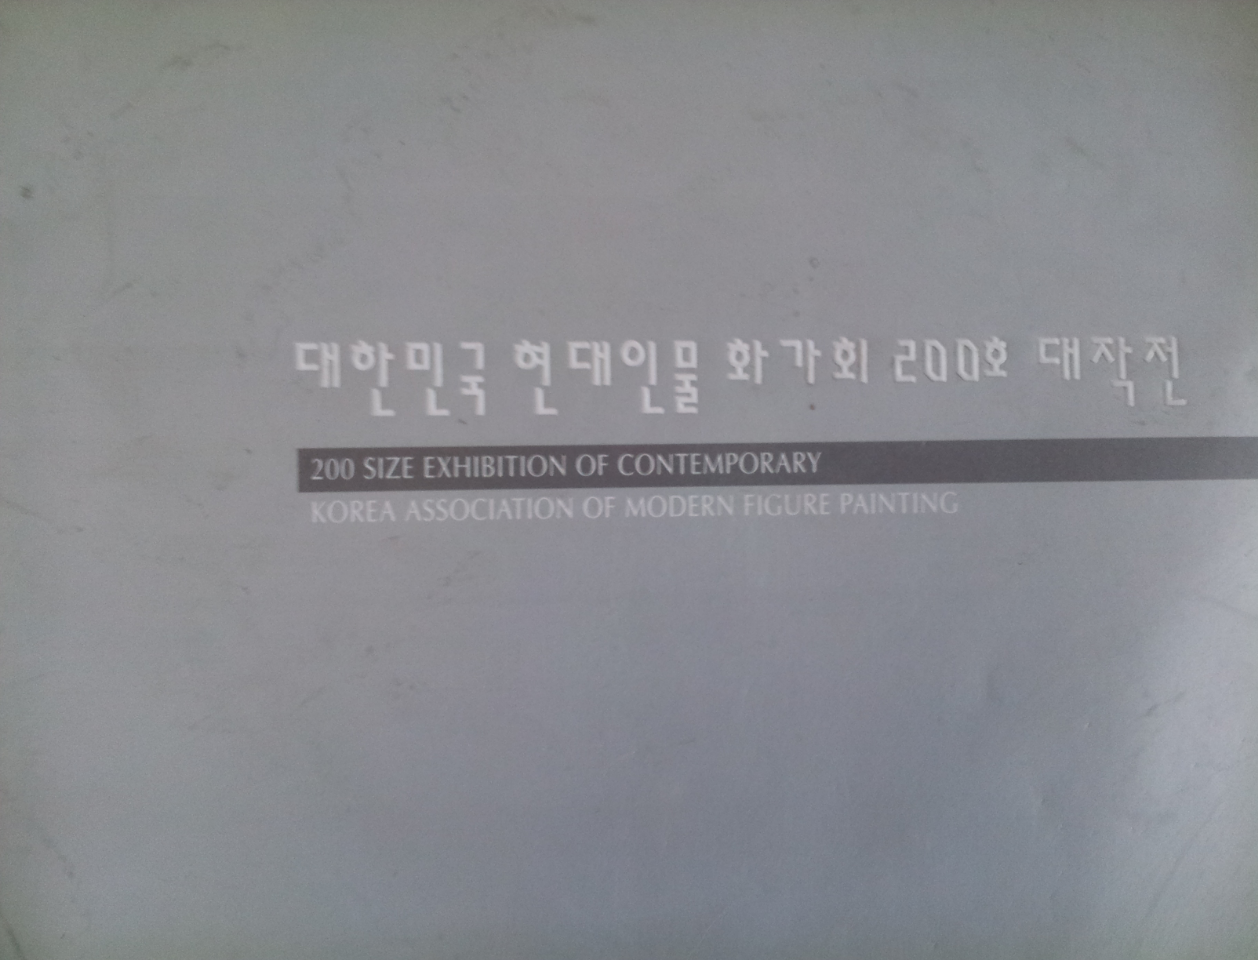 대한민국 현대인물 화가회 200호 대작전
200 SIZE EXHIBITION OF CONTEMPORARY
KOREA ASSOCIATION OF MODERN FIGURE PAINTING